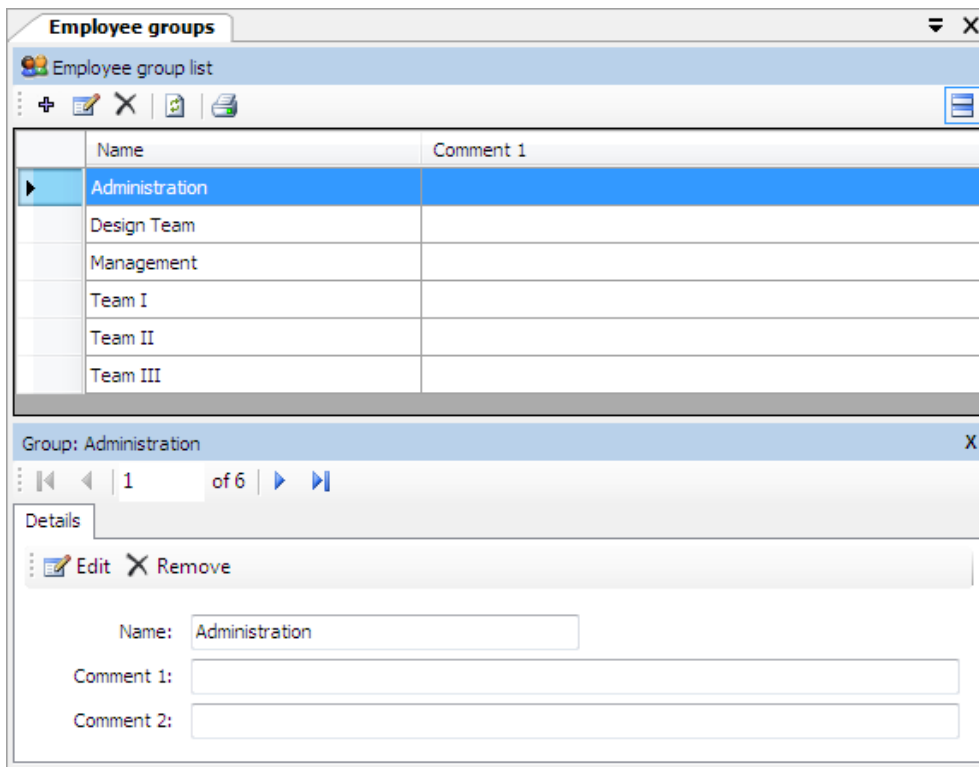 Employee groups
X
Employee group list
Name Comment 1
Administration
Design Team
Management
Team I
Team II
Team III
Group: Administration X
1 of 6
Details
Edit Remove
Name: Administration
Comment 1:
Comment 2: